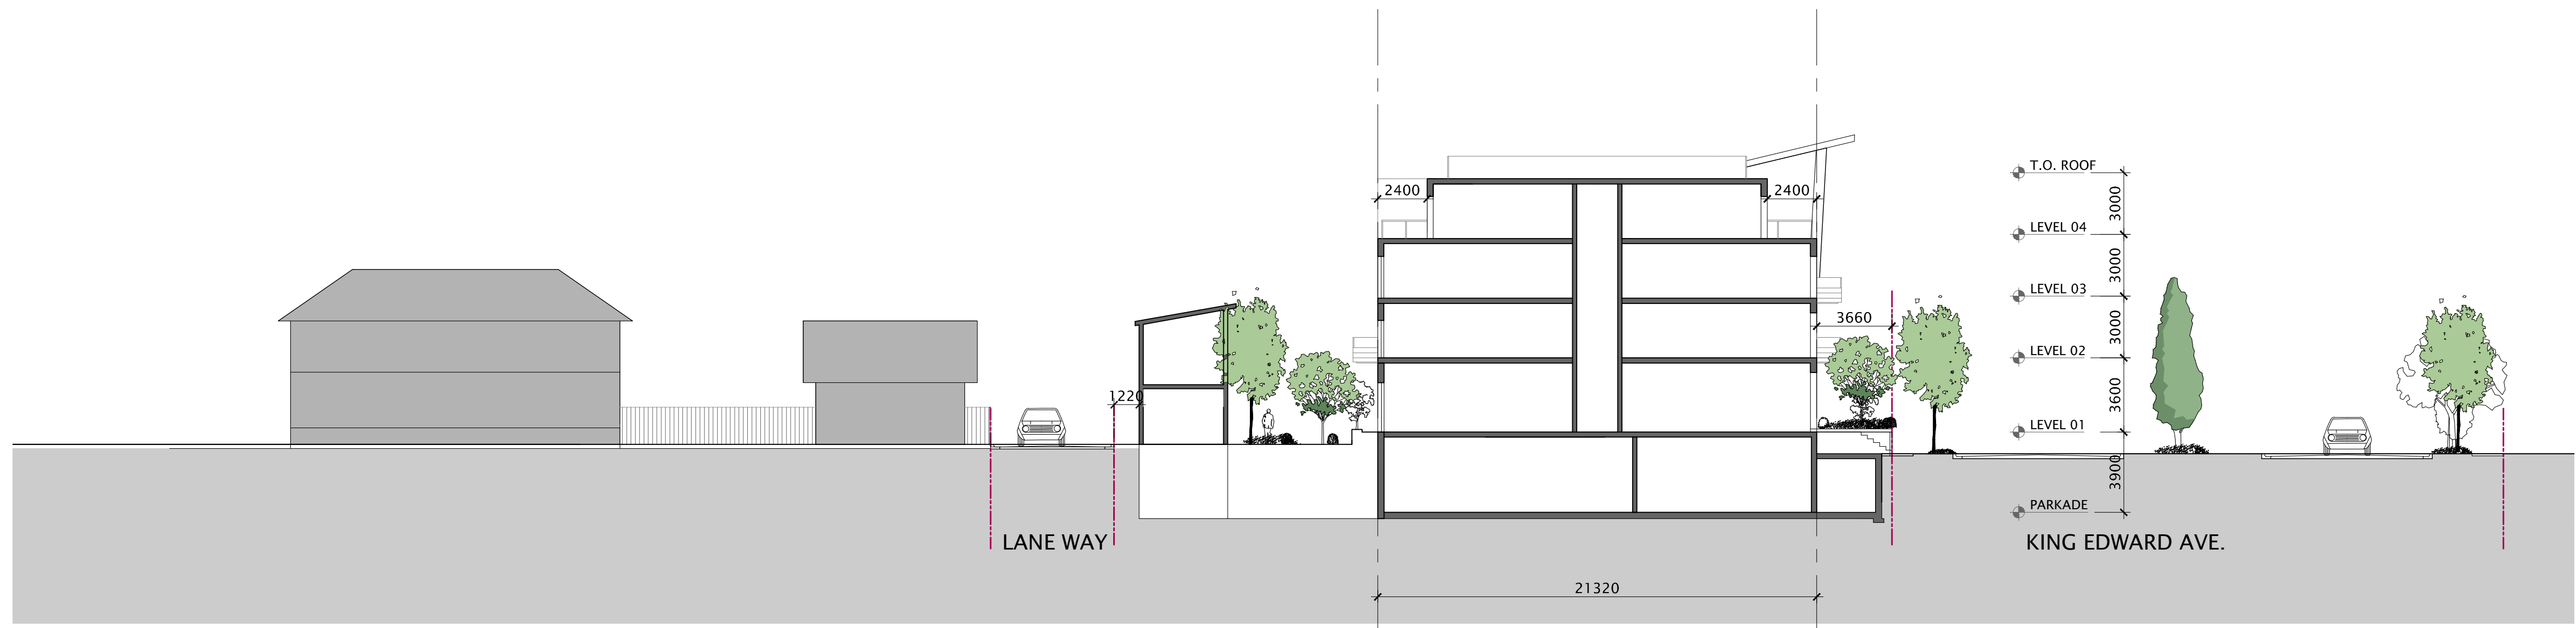 T.O. ROOF
2400
2400
3000
LEVEL 04
3000
LEVEL 03
3660
3000
LEVEL 02
1220
3600
LEVEL 01
3900
PARKADE
LANE WAY
KING EDWARD AVE.
21320